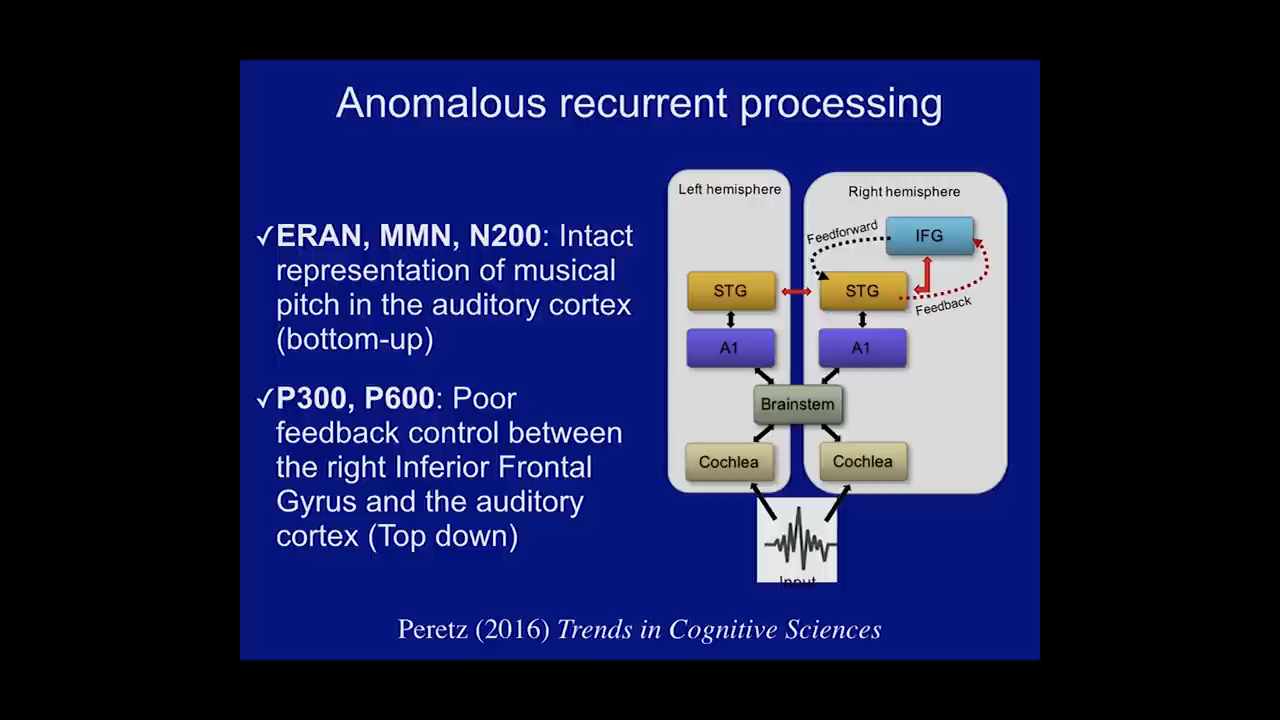 Anomalous recurrent processing
✓ERAN, MMN, N200: Intact
representation of musical
pitch in the auditory cortex
(bottom-up)
✓P300, P600: Poor
feedback control between
the right Inferior Frontal
Gyrus and the auditory
cortex (Top down)
Left hemisphere
Right hemisphere
Feedforward
IFG
STG
STG
Feedback
A1
A1
Brainstem
Cochlea
Cochlea
Input
Peretz (2016) Trends in Cognitive Sciences